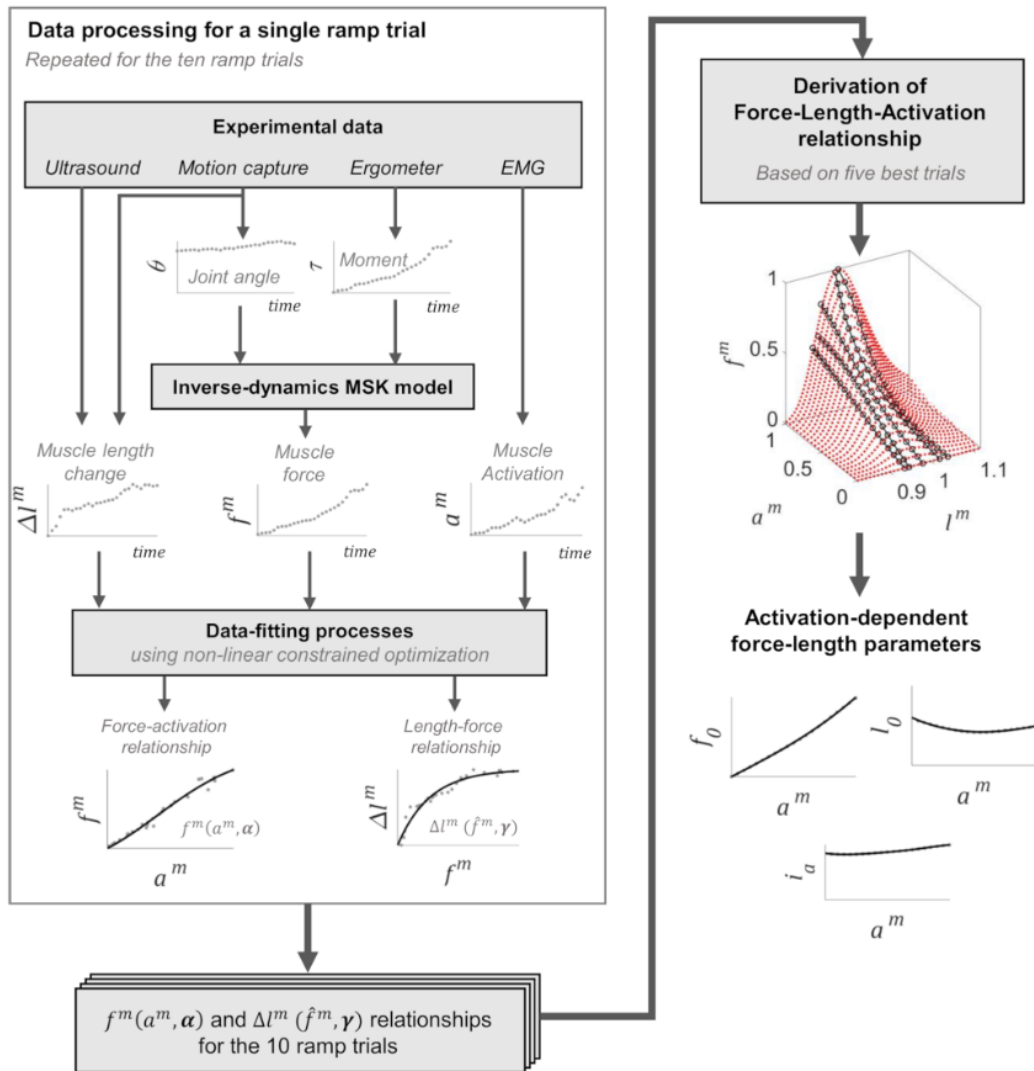 Data processing for a single ramp trial
Repeated for the ten ramp trials
Experimental data
Ultrasound Motion capture Ergometer EMG
θ
Joint angle
time
τ
Moment
time
Inverse-dynamics MSK model
Muscle length
change
Δl^m
time
Muscle
force
f^m
time
Muscle
Activation
a^m
time
Data-fitting processes
using non-linear constrained optimization
Force-activation
relationship
f^m
f^m(a^m, α)
a^m
Length-force
relationship
Δl^m
Δl^m (f̂^m, γ)
f^m
f^m(a^m, α) and Δl^m (f̂^m, γ) relationships
for the 10 ramp trials
Derivation of
Force-Length-Activation
relationship
Based on five best trials
1
0.5
0
f^m
1
0.5
0
a^m
0.9
1
1.1
l^m
Activation-dependent
force-length parameters
f_0
a^m
l_0
a^m
i_a
a^m